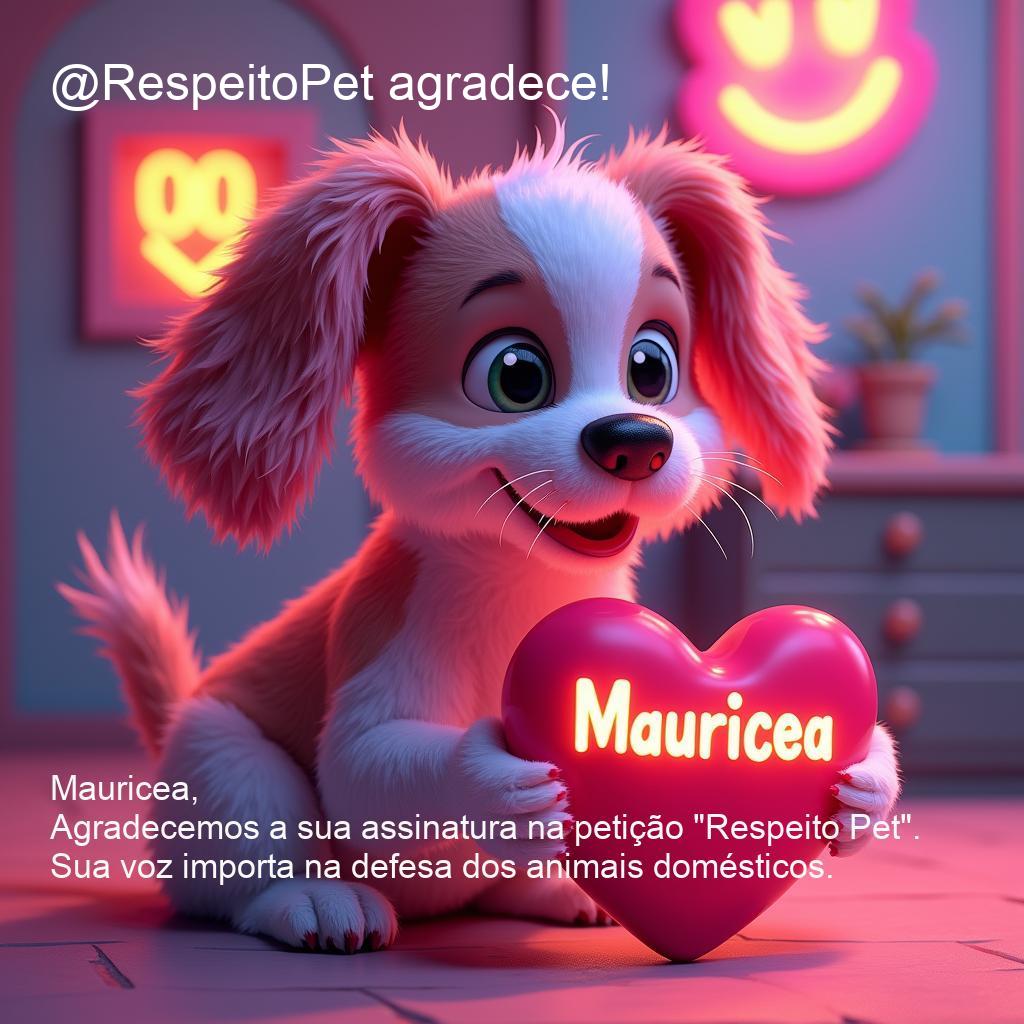 @RespeitoPet agradece!
Mauricea
Mauricea,
Agradecemos a sua assinatura na petição "Respeito Pet".
Sua voz importa na defesa dos animais domésticos.